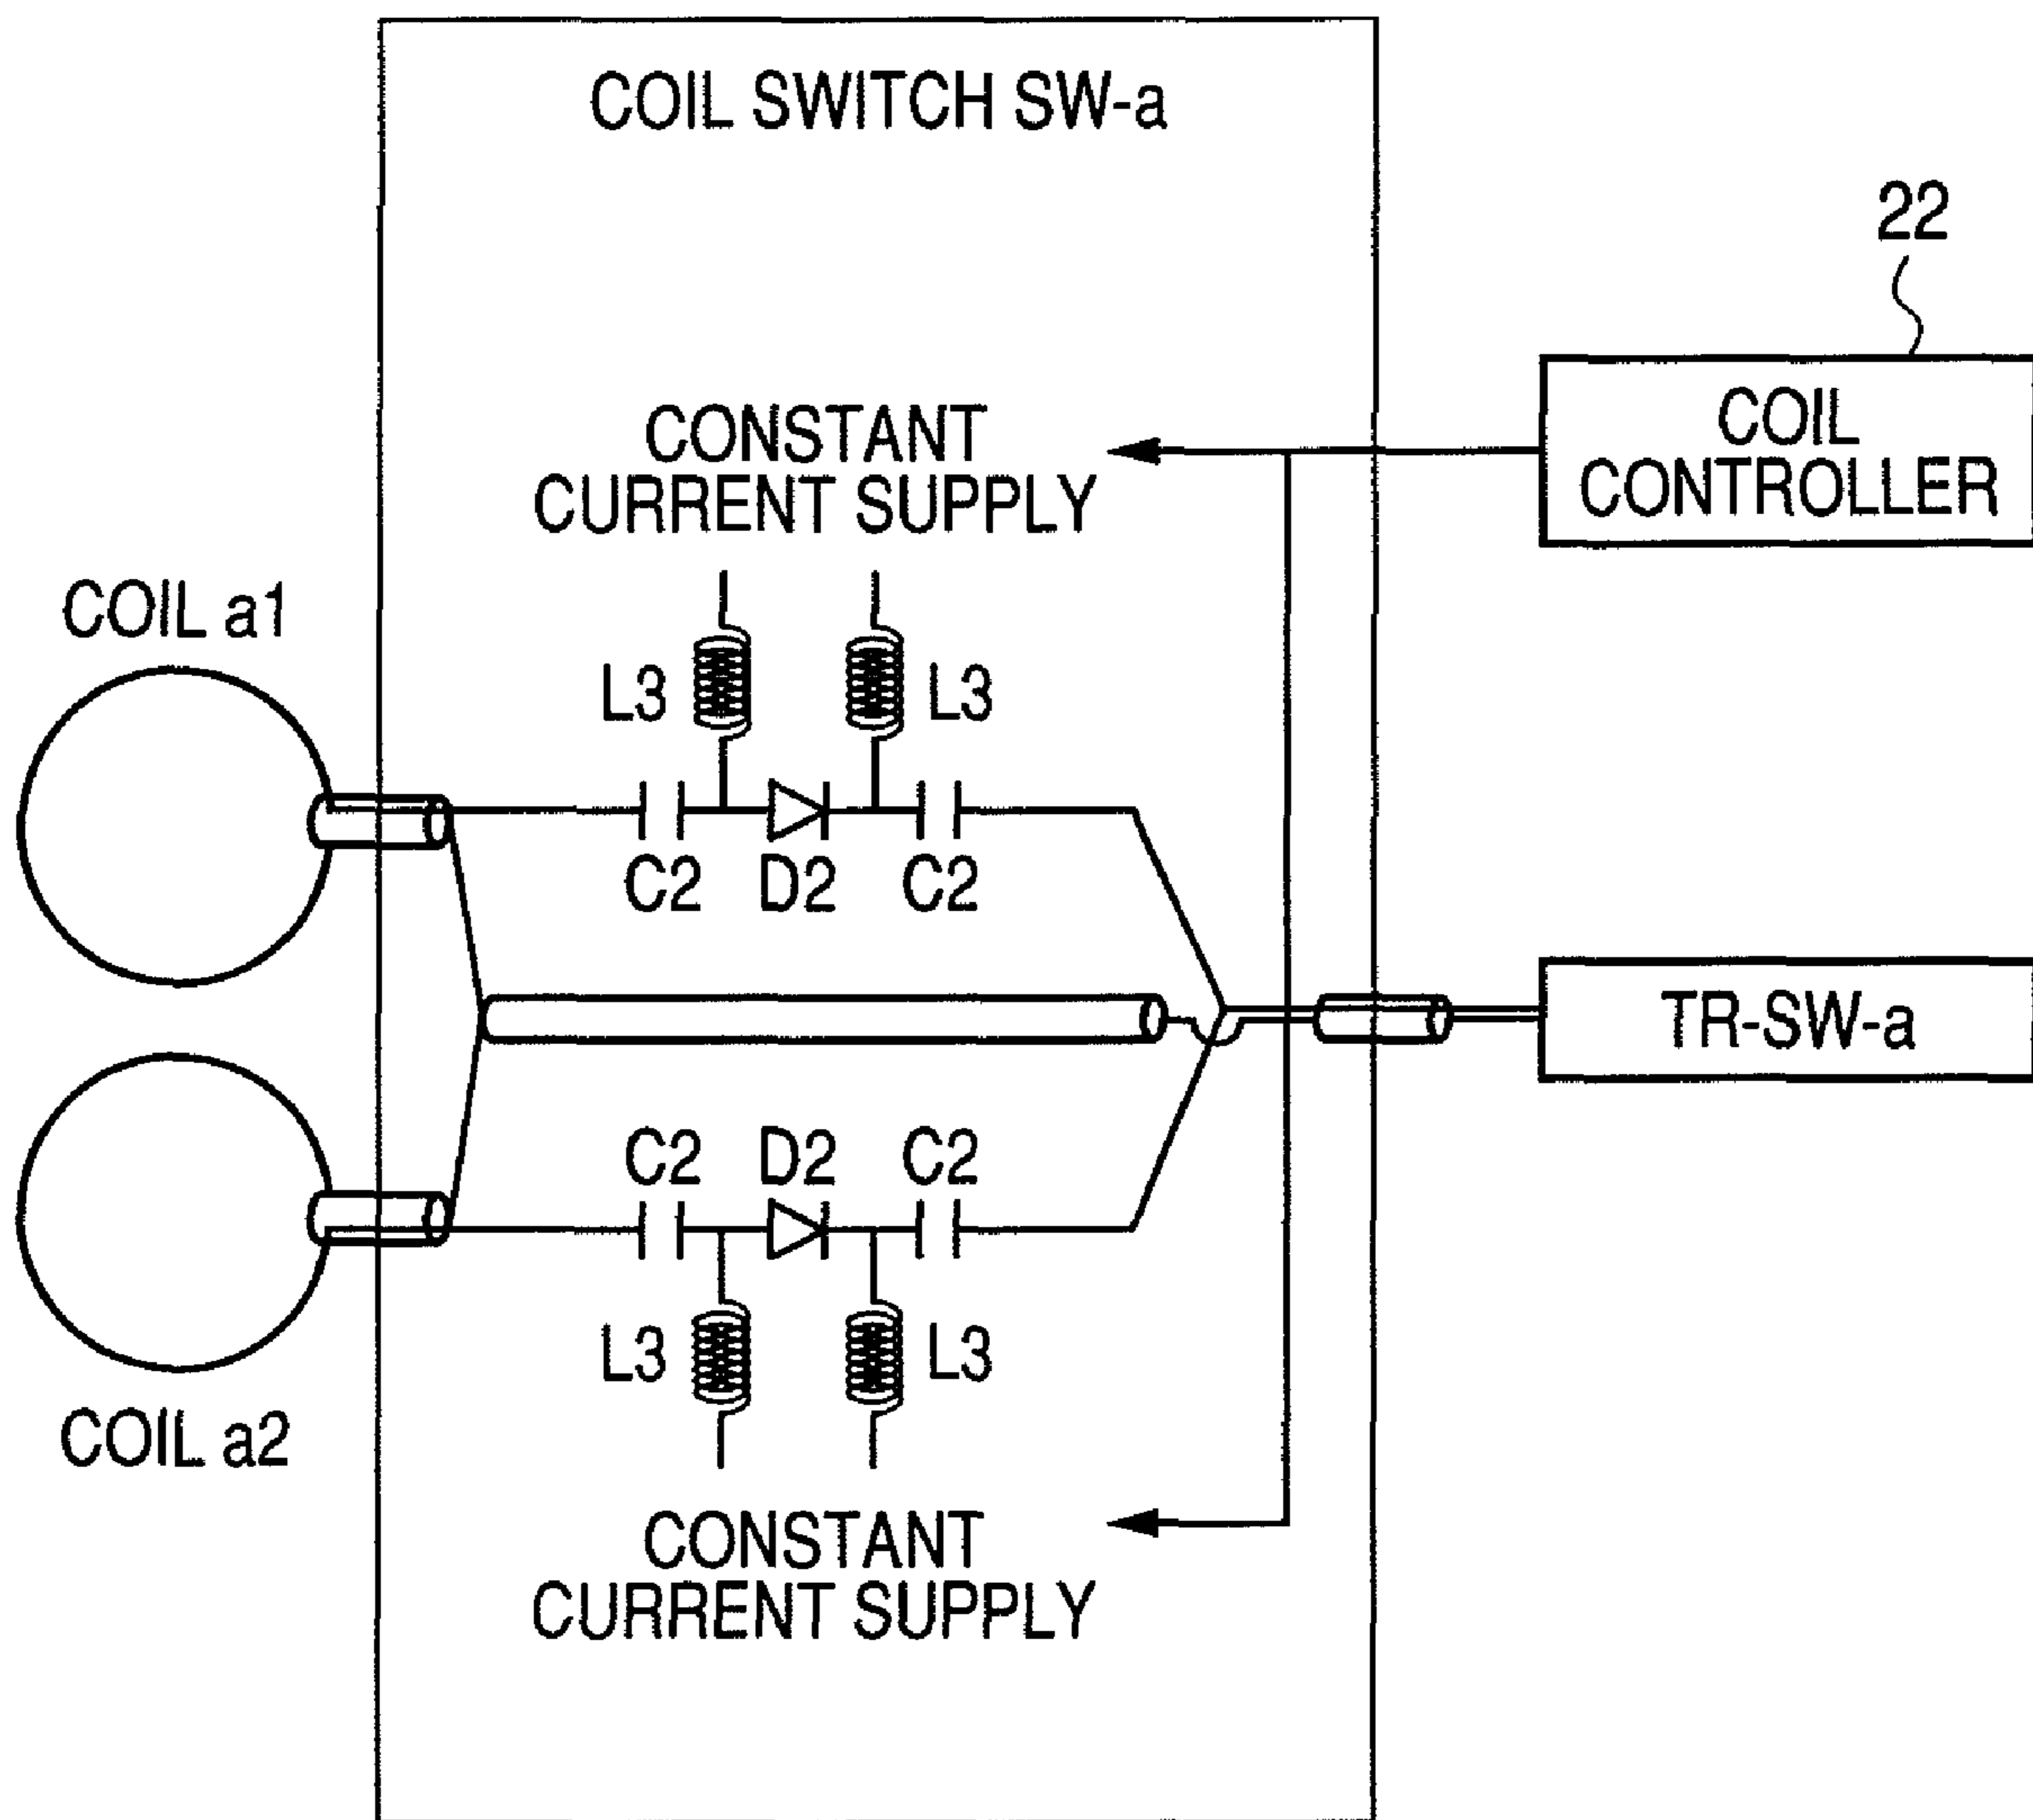 COIL SWITCH SW-a
22
COIL
CONTROLLER
CONSTANT
CURRENT SUPPLY
COIL a1
L3 L3
C2 D2 C2
TR-SW-a
C2 D2 C2
L3 L3
COIL a2
CONSTANT
CURRENT SUPPLY